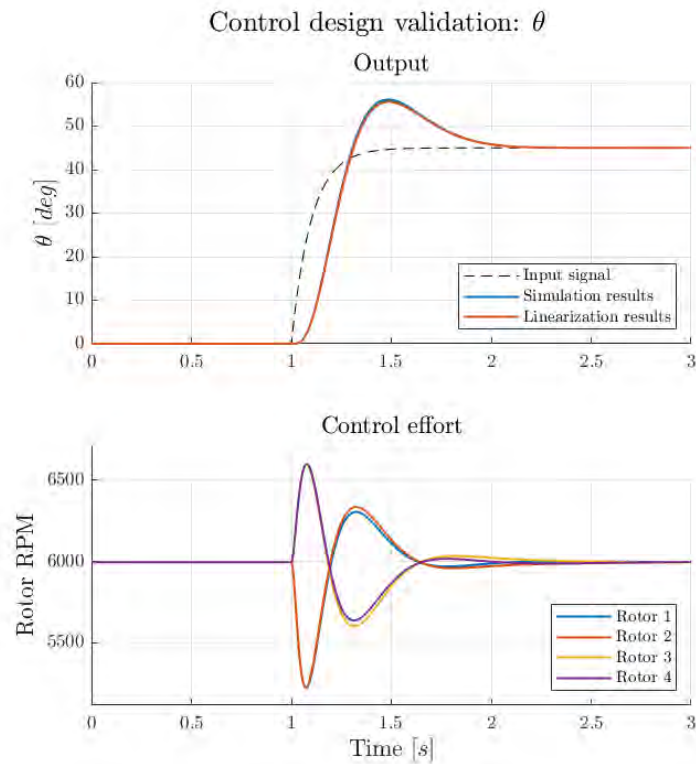 Control design validation: θ
Output
60
50
40
30
20
10
0
θ [deg]
Input signal
Simulation results
Linearization results
0 0.5 1 1.5 2 2.5 3
Control effort
6500
6000
5500
Rotor RPM
Rotor 1
Rotor 2
Rotor 3
Rotor 4
0 0.5 1 1.5 2 2.5 3
Time [s]